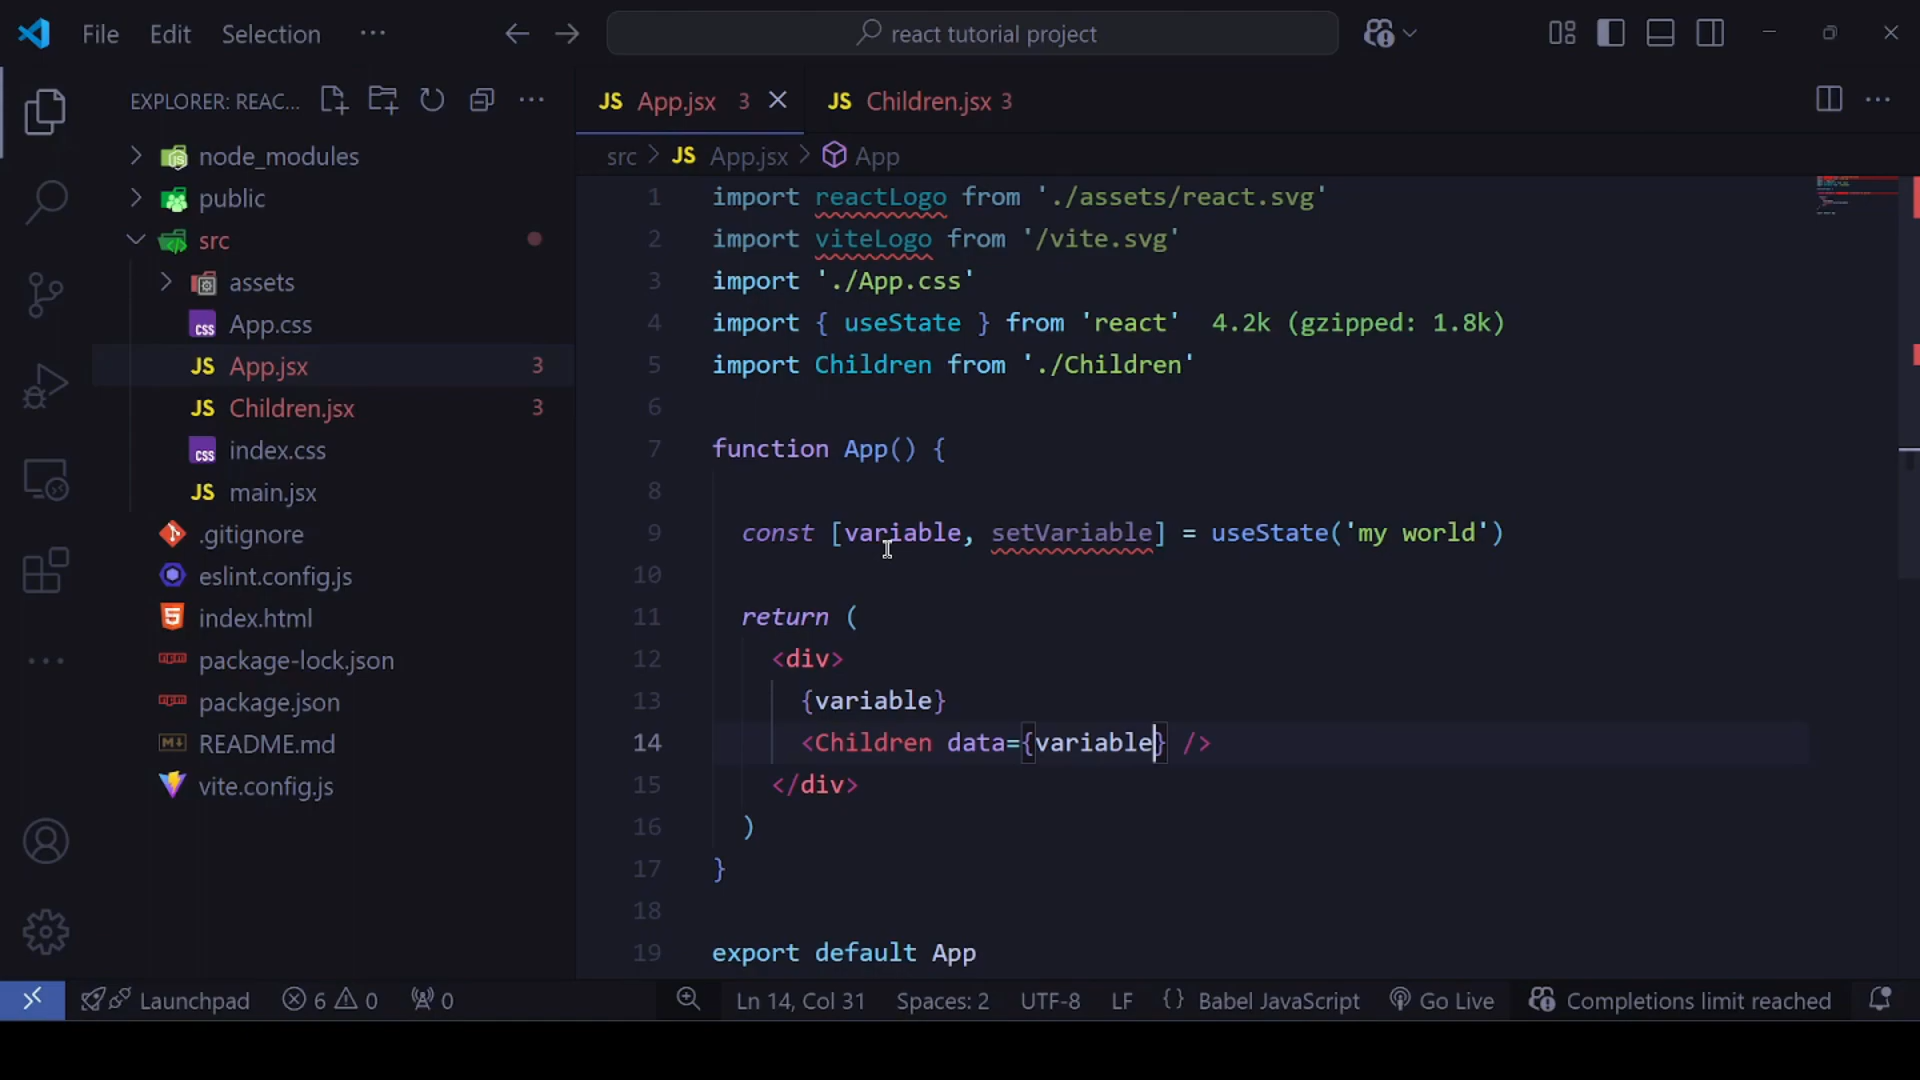 File Edit Selection ··· react tutorial project
EXPLORER: REAC... ···
App.jsx 3
JS Children.jsx 3
src > JS App.jsx > App
node_modules
public
src
assets
App.css
JS App.jsx 3
JS Children.jsx 3
index.css
JS main.jsx
.gitignore
eslint.config.js
index.html
package-lock.json
package.json
README.md
vite.config.js
1 import reactLogo from './assets/react.svg'
2 import viteLogo from '/vite.svg'
3 import './App.css'
4 import { useState } from 'react' 4.2k (gzipped: 1.8k)
5 import Children from './Children'
6
7 function App() {
8
9 const [variable, setVariable] = useState('my world')
10
11 return (
12 <div>
13 {variable}
14 <Children data={variable} />
15 </div>
16 )
17 }
18
19 export default App
Launchpad 6 0 0 Ln 14, Col 31 Spaces: 2 UTF-8 LF {} Babel JavaScript Go Live Completions limit reached